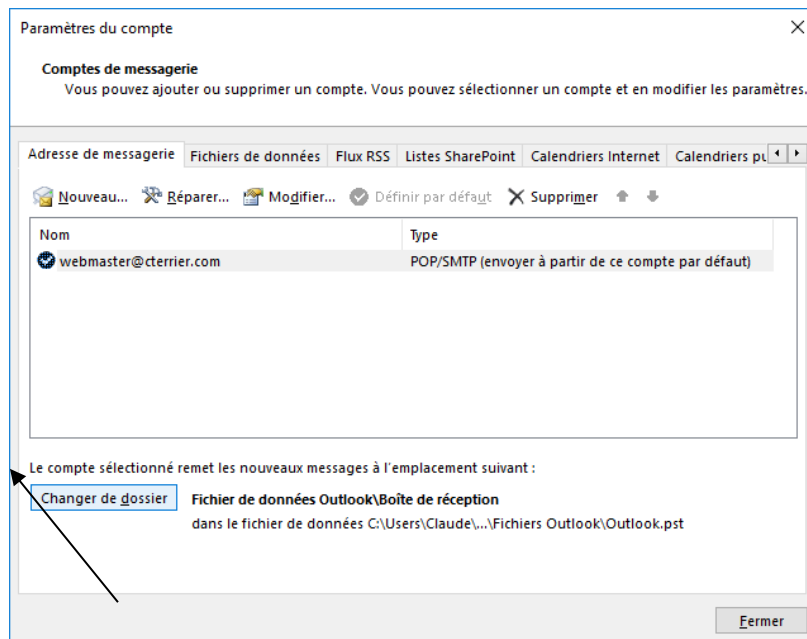 Paramètres du compte
Comptes de messagerie
Vous pouvez ajouter ou supprimer un compte. Vous pouvez sélectionner un compte et en modifier les paramètres.
Adresse de messagerie Fichiers de données Flux RSS Listes SharePoint Calendriers Internet Calendriers pu
Nouveau... Réparer... Modifier... Définir par défaut Supprimer
Nom Type
webmaster@cterrier.com POP/SMTP (envoyer à partir de ce compte par défaut)
Le compte sélectionné remet les nouveaux messages à l'emplacement suivant :
Changer de dossier Fichier de données Outlook\Boîte de réception
dans le fichier de données C:\Users\Claude\...\Fichiers Outlook\Outlook.pst
Fermer